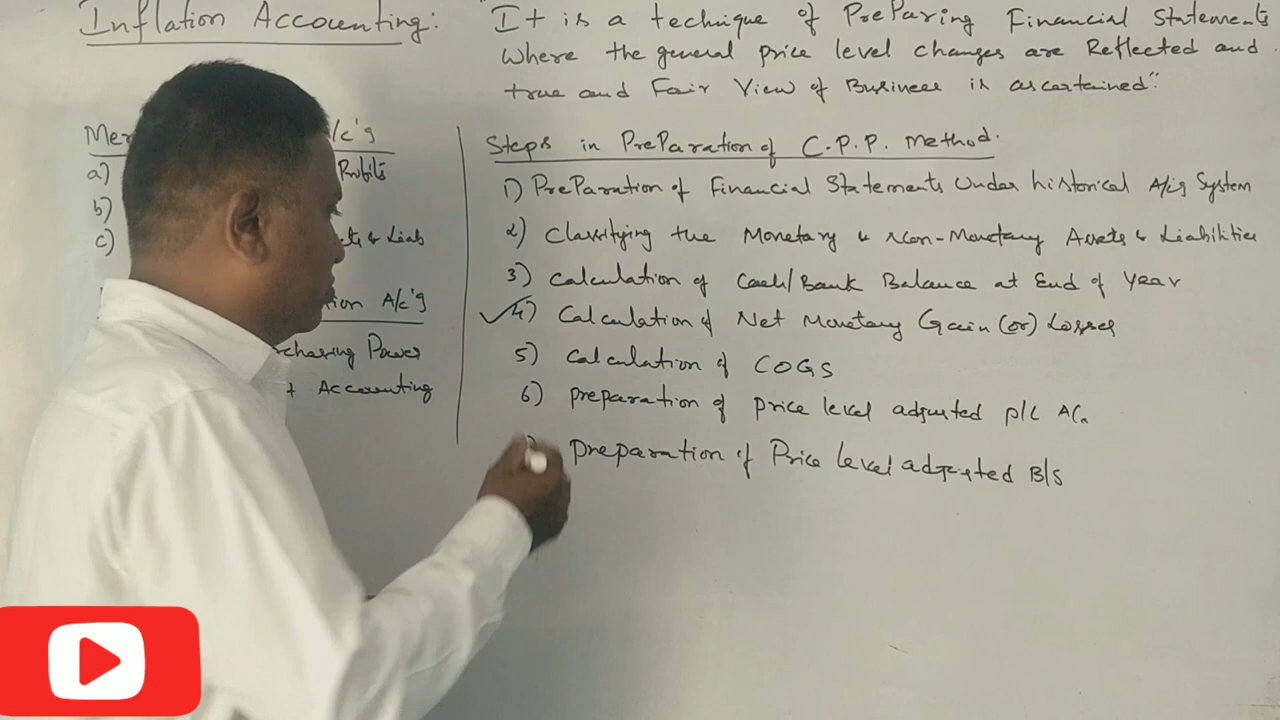 Inflation Accounting:
"It is a technique of Preparing Financial Statements
Where the general price level changes are Reflected and
true and Fair View of Business is ascertained"
Mer /c's
a) Profits
b)
c) ts & Liab
tion A/c'g
chasing Power
t Accounting
Steps in Preparation of C.P.P. Method.
1) Preparation of Financial Statements Under historical A/c'g System
2) Classifying the Monetary & Non-Monetary Assets & Liabilities
3) Calculation of Cash/Bank Balance at End of Year
4) Calculation of Net Monetary Gain (or) Losses
5) Calculation of COGS
6) preparation of price level adjusted p/L A/c.
preparation of Price level adjusted B/S